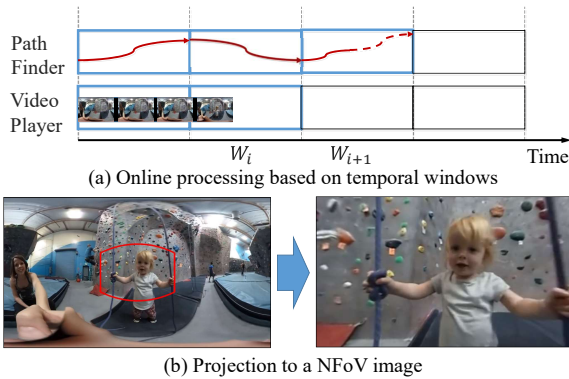 Path
Finder
Video
Player
W_i
W_{i+1}
Time
(a) Online processing based on temporal windows
(b) Projection to a NFoV image